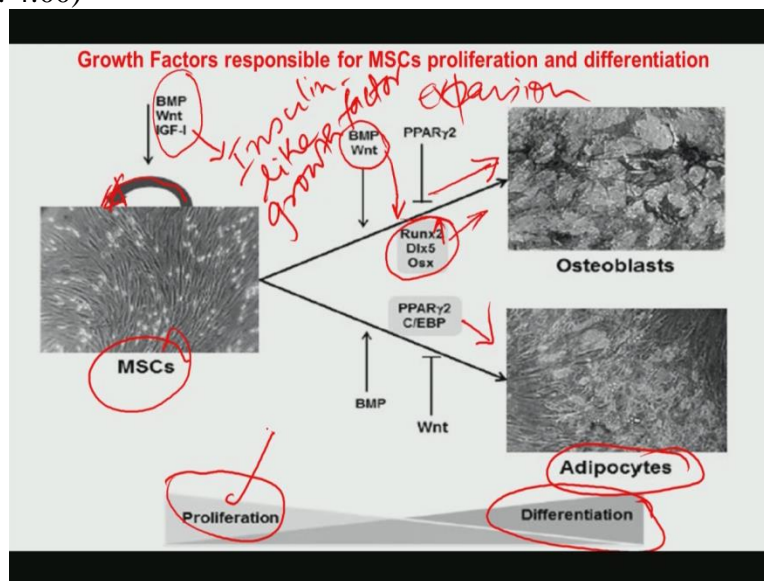 Growth Factors responsible for MSCs proliferation and differentiation
BMP
Wnt
IGF-I
Insulin-
like factor
growth
expansion
BMP
Wnt
PPARγ2
Runx2
Dlx5
Osx
Osteoblasts
MSCs
PPARγ2
C/EBP
BMP
Wnt
Adipocytes
Proliferation
Differentiation